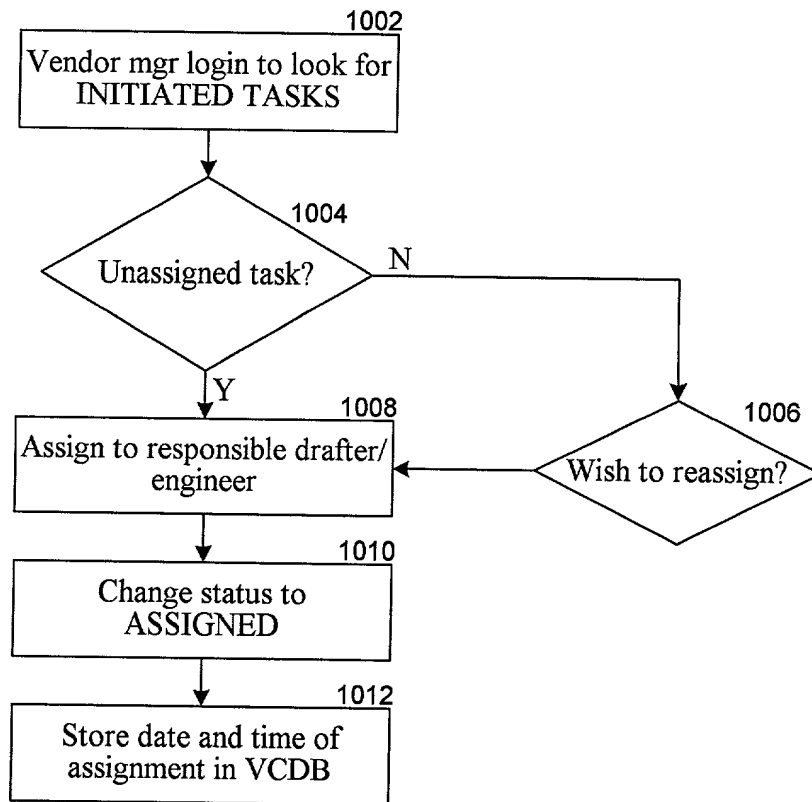 1002
Vendor mgr login to look for
INITIATED TASKS
1004
Unassigned task?
N
Y
1008
1006
Assign to responsible drafter/
engineer
Wish to reassign?
1010
Change status to
ASSIGNED
1012
Store date and time of
assignment in VCDB